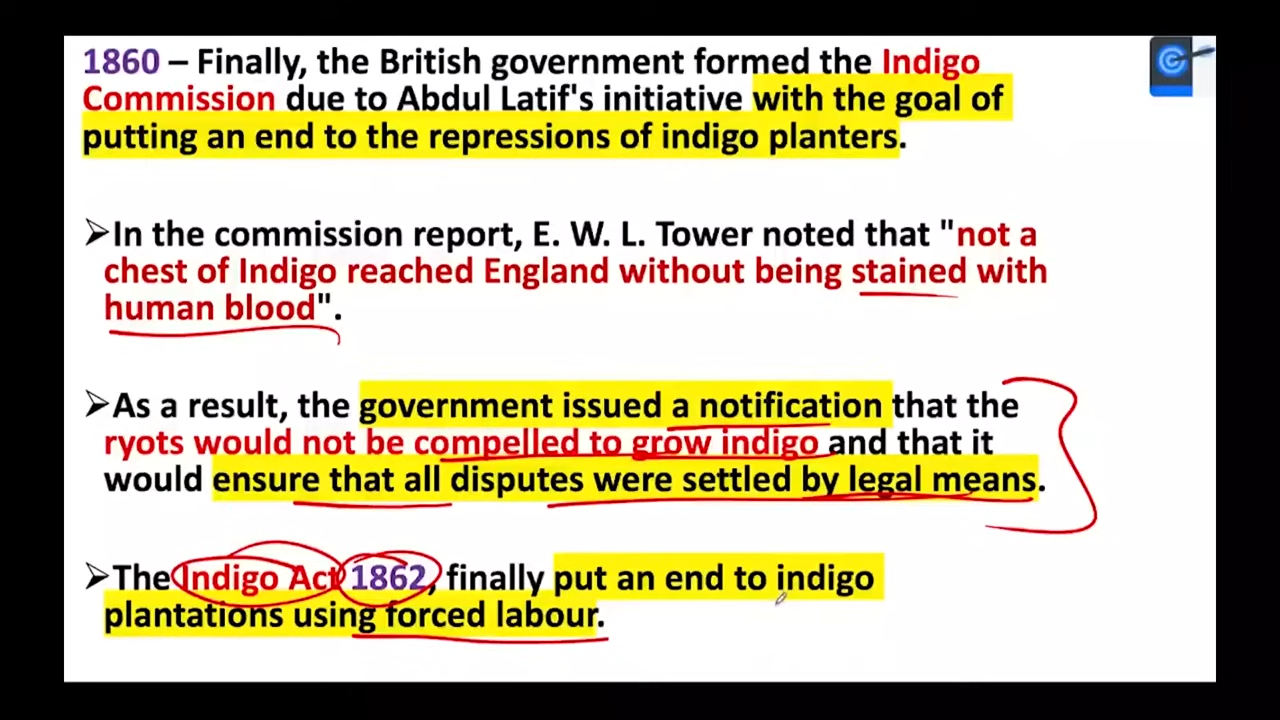 1860 – Finally, the British government formed the Indigo
Commission due to Abdul Latif's initiative with the goal of
putting an end to the repressions of indigo planters.
➢In the commission report, E. W. L. Tower noted that "not a
chest of Indigo reached England without being stained with
human blood".
➢As a result, the government issued a notification that the
ryots would not be compelled to grow indigo and that it
would ensure that all disputes were settled by legal means.
➢The Indigo Act 1862, finally put an end to indigo
plantations using forced labour.